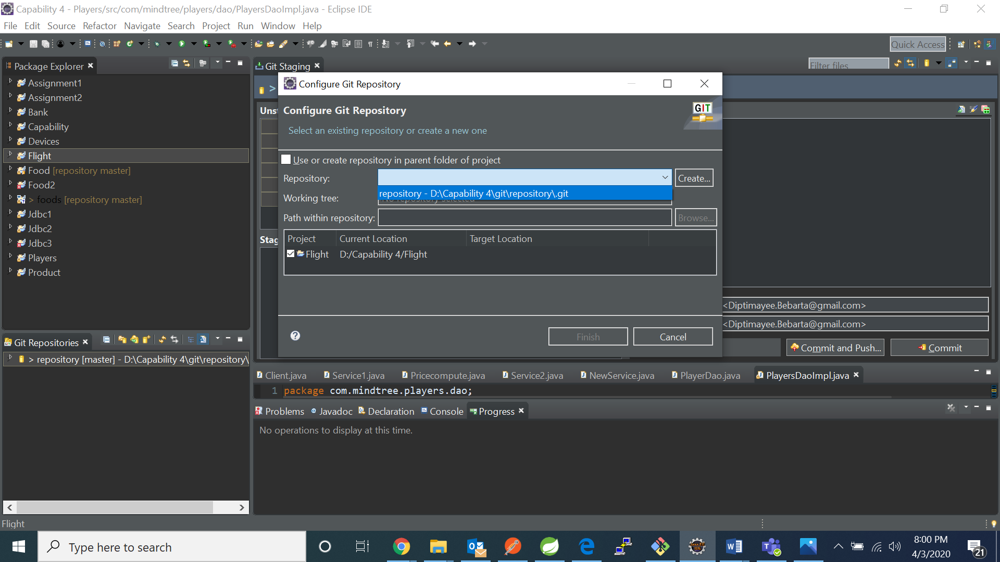 Capability 4 - Players/src/com/mindtree/players/dao/PlayersDaoImpl.java - Eclipse IDE
File Edit Source Refactor Navigate Search Project Run Window Help
Quick Access
Package Explorer
Assignment1
Assignment2
Bank
Capability
Devices
Flight
Food [repository master]
Food2
> foods [repository master]
Jdbc1
Jdbc2
Jdbc3
Players
Product
Git Repositories
> repository [master] - D:\Capability 4\git\repository\
Git Staging
Filter files
>
Configure Git Repository
Configure Git Repository
GIT
Select an existing repository or create a new one
Use or create repository in parent folder of project
Repository: Create...
repository - D:\Capability 4\git\repository\.git
Working tree: No repository selected
Path within repository: Browse...
Project Current Location Target Location
Flight D:/Capability 4/Flight
Finish Cancel
<Diptimayee.Bebarta@gmail.com>
<Diptimayee.Bebarta@gmail.com>
Commit and Push... Commit
Client.java Service1.java Pricecompute.java Service2.java NewService.java PlayerDao.java PlayersDaoImpl.java
1 package com.mindtree.players.dao;
Problems Javadoc Declaration Console Progress
No operations to display at this time.
Flight
Type here to search
8:00 PM
4/3/2020
21